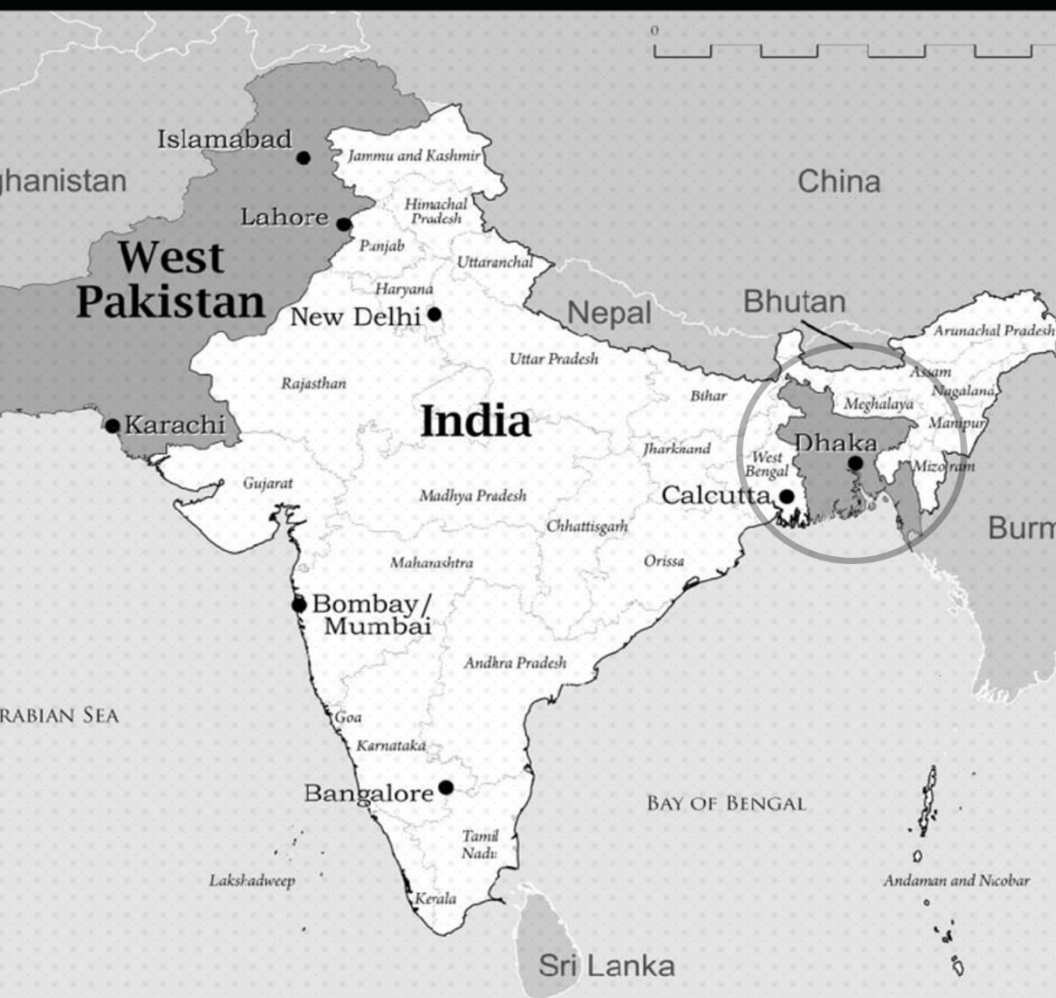 0
Islamabad
Jammu and Kashmir
ghanistan
China
Himachal
Pradesh
Lahore
Panjab
West
Pakistan
Uttaranchal
Haryana
New Delhi
Nepal
Bhutan
Arunachal Pradesh
Uttar Pradesh
Assam
Rajasthan
Bihar
Nagalana
Meghalaya
India
Manipur
Karachi
Dhaka
Jharkhand
West
Bengal
Mizoram
Gujarat
Madhya Pradesh
Calcutta
Chhattisgarh
Burm
Maharashtra
Orissa
Bombay/
Mumbai
Andhra Pradesh
RABIAN SEA
Goa
Karnataka
Bangalore
BAY OF BENGAL
Tamil
Nadu
Lakshadweep
Andaman and Nicobar
Kerala
Sri Lanka